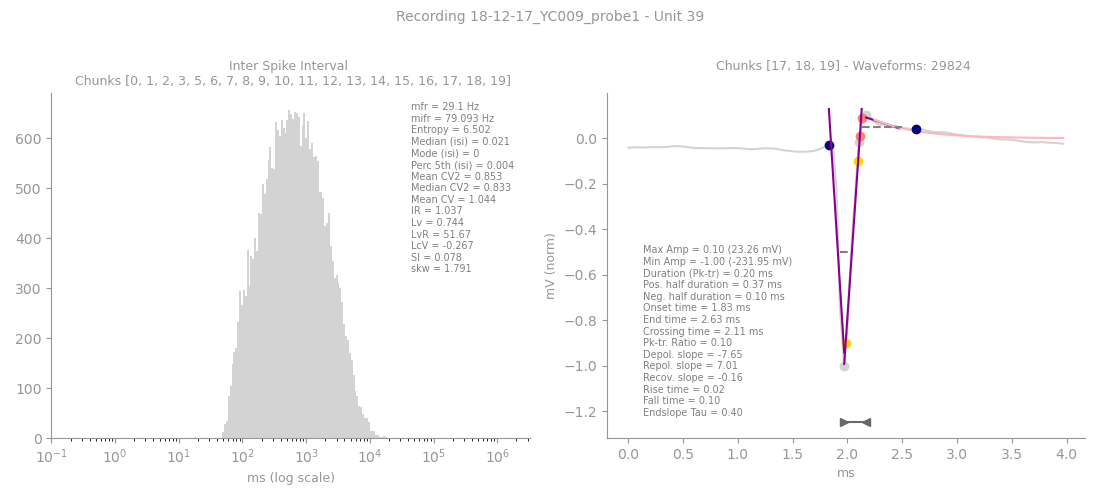 Recording 18-12-17_YC009_probe1 - Unit 39
Inter Spike Interval
Chunks [0, 1, 2, 3, 5, 6, 7, 8, 9, 10, 11, 12, 13, 14, 15, 16, 17, 18, 19]
mfr = 29.1 Hz
mifr = 79.093 Hz
Entropy = 6.502
Median (isi) = 0.021
Mode (isi) = 0
Perc 5th (isi) = 0.004
Mean CV2 = 0.853
Median CV2 = 0.833
Mean CV = 1.044
IR = 1.037
Lv = 0.744
LvR = 51.67
LcV = -0.267
SI = 0.078
skw = 1.791
600
500
400
300
200
100
0
10⁻¹ 10⁰ 10¹ 10² 10³ 10⁴ 10⁵ 10⁶
ms (log scale)
Chunks [17, 18, 19] - Waveforms: 29824
mV (norm)
0.0
−0.2
−0.4
−0.6
−0.8
−1.0
−1.2
Max Amp = 0.10 (23.26 mV)
Min Amp = -1.00 (-231.95 mV)
Duration (Pk-tr) = 0.20 ms
Pos. half duration = 0.37 ms
Neg. half duration = 0.10 ms
Onset time = 1.83 ms
End time = 2.63 ms
Crossing time = 2.11 ms
Pk-tr. Ratio = 0.10
Depol. slope = -7.65
Repol. slope = 7.01
Recov. slope = -0.16
Rise time = 0.02
Fall time = 0.10
Endslope Tau = 0.40
0.0 0.5 1.0 1.5 2.0 2.5 3.0 3.5 4.0
ms